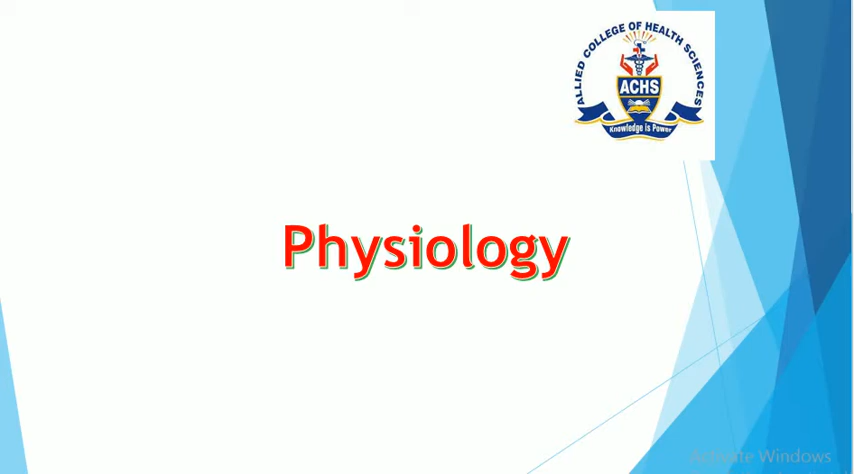 ALLIED COLLEGE OF HEALTH SCIENCES
ACHS
Knowledge is Power
Physiology
Activate Windows